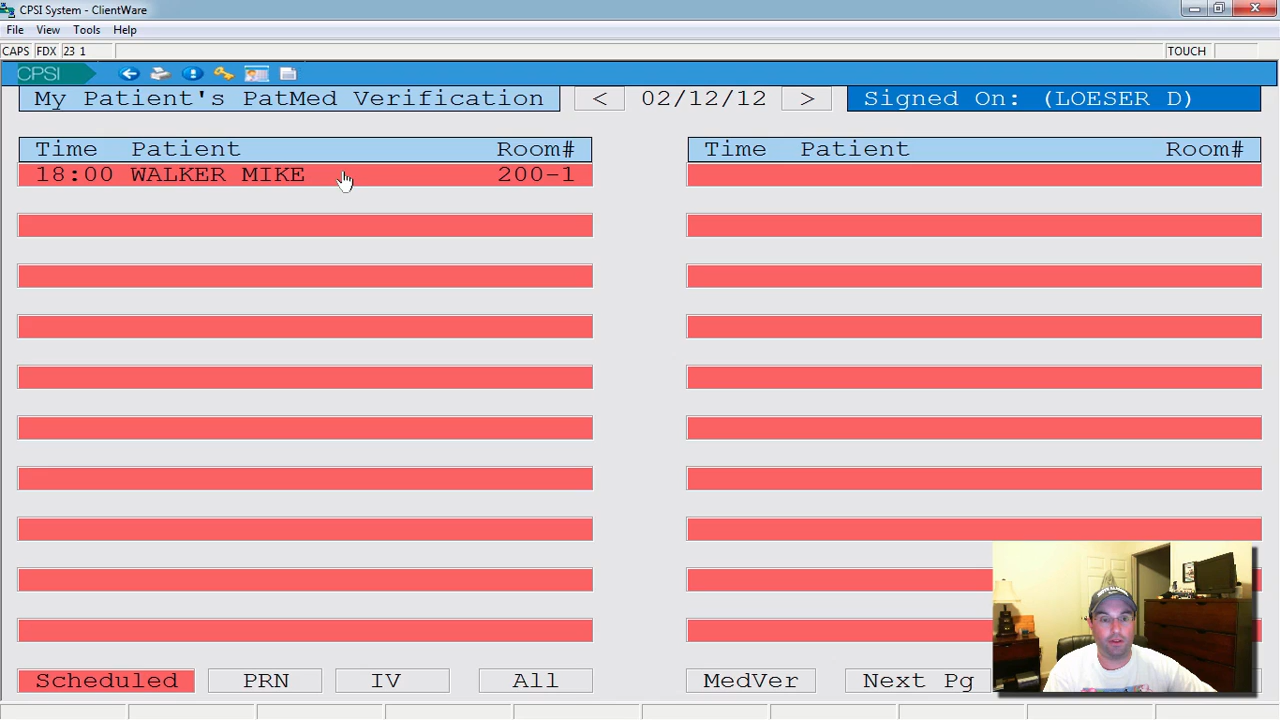 CPSI System - ClientWare
File View Tools Help
CAPS FDX 23 1 TOUCH
CPSI
My Patient's PatMed Verification < 02/12/12 > Signed On: (LOESER D)
Time Patient Room# Time Patient Room#
18:00 WALKER MIKE 200-1
Scheduled PRN IV All MedVer Next Pg